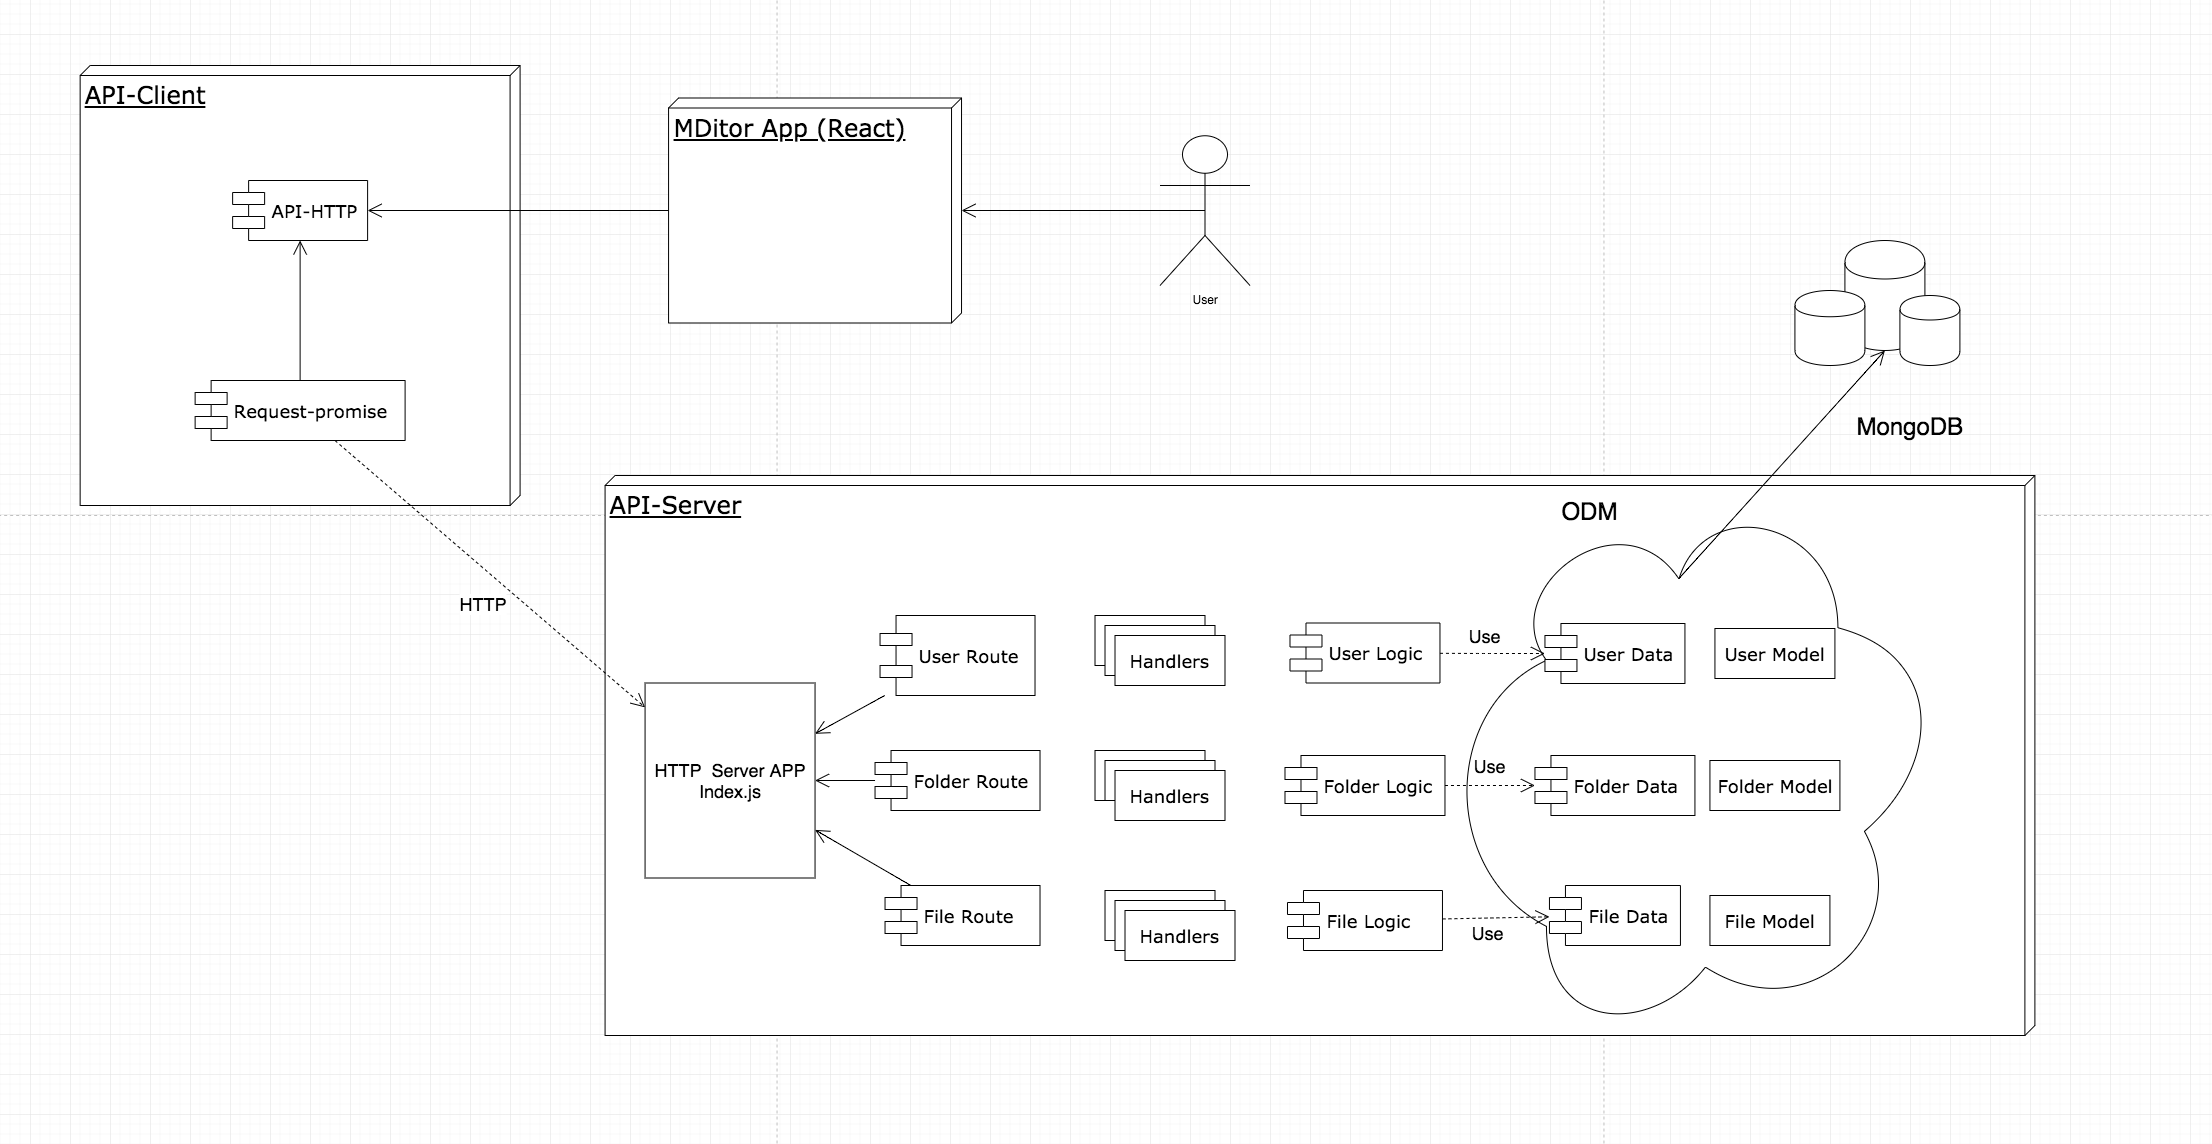 API-Client
MDitor App (React)
API-HTTP
User
Request-promise
MongoDB
API-Server
ODM
HTTP
User Route
Handlers
User Logic
Use
User Data
User Model
HTTP  Server APP
Index.js
Folder Route
Handlers
Folder Logic
Use
Folder Data
Folder Model
File Route
Handlers
File Logic
Use
File Data
File Model